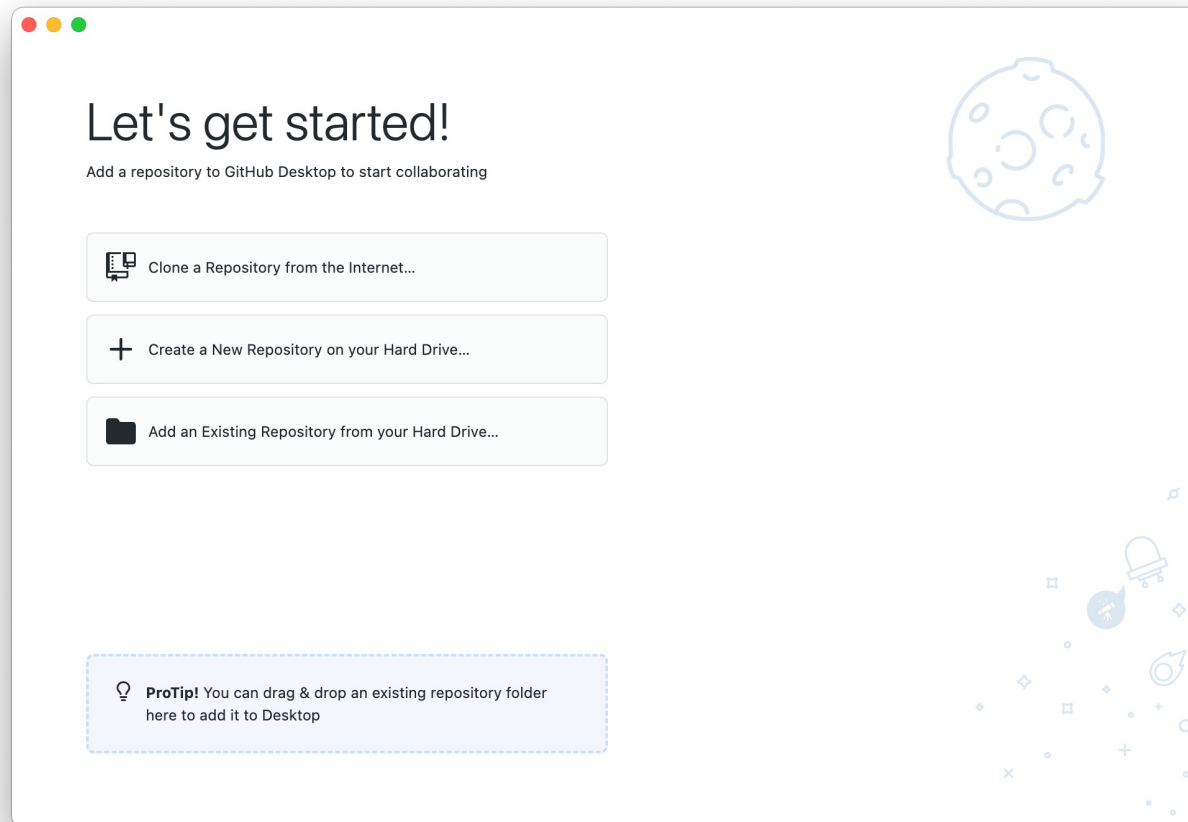 Let's get started!
Add a repository to GitHub Desktop to start collaborating
Clone a Repository from the Internet...
Create a New Repository on your Hard Drive...
Add an Existing Repository from your Hard Drive...
ProTip! You can drag & drop an existing repository folder
here to add it to Desktop